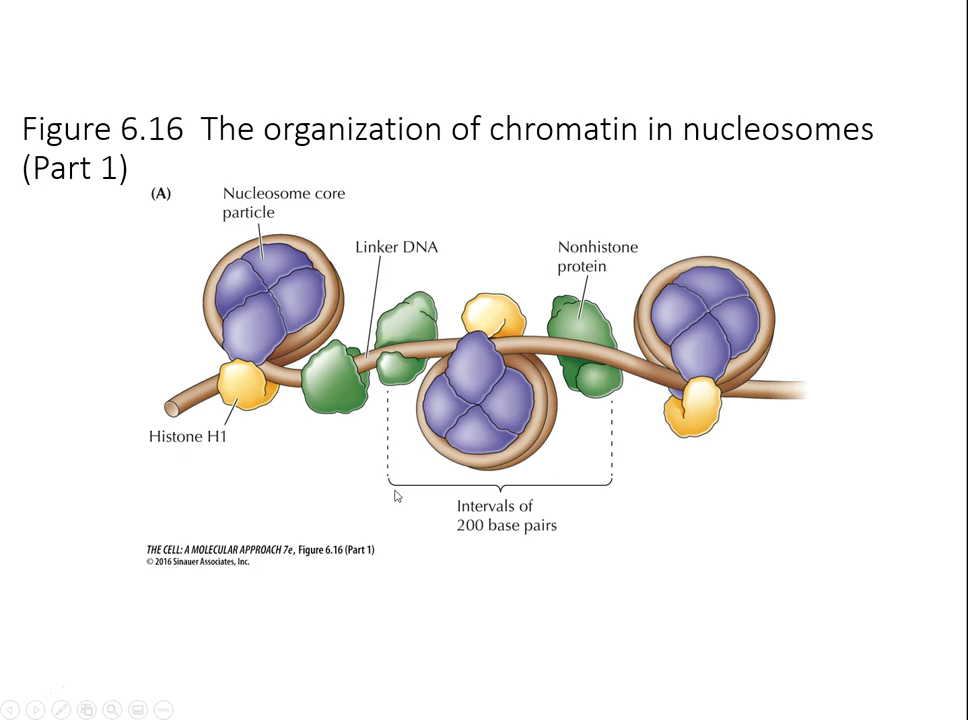 Figure 6.16  The organization of chromatin in nucleosomes
(Part 1)
(A)
Nucleosome core
particle
Linker DNA
Nonhistone
protein
Histone H1
Intervals of
200 base pairs
THE CELL: A MOLECULAR APPROACH 7e, Figure 6.16 (Part 1)
© 2016 Sinauer Associates, Inc.